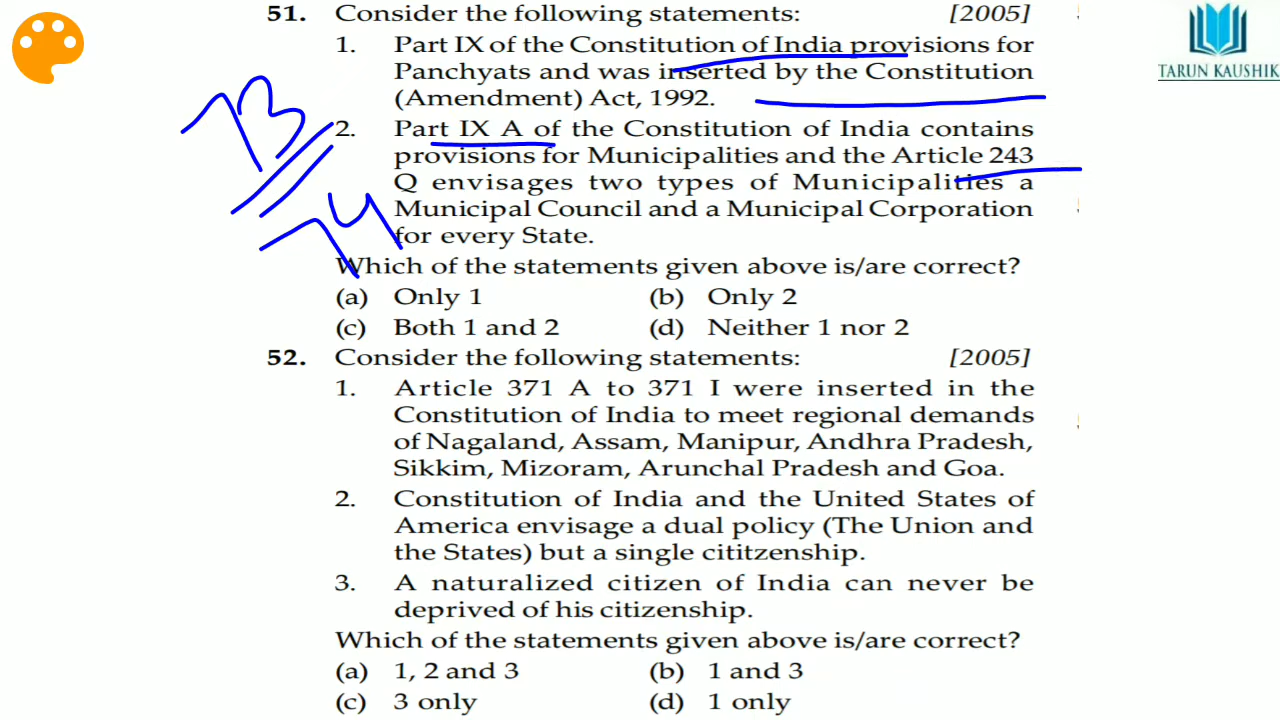 51. Consider the following statements: [2005]
1. Part IX of the Constitution of India provisions for
Panchyats and was inserted by the Constitution
(Amendment) Act, 1992.
2. Part IX A of the Constitution of India contains
provisions for Municipalities and the Article 243
Q envisages two types of Municipalities a
Municipal Council and a Municipal Corporation
for every State.
Which of the statements given above is/are correct?
(a) Only 1 (b) Only 2
(c) Both 1 and 2 (d) Neither 1 nor 2
52. Consider the following statements: [2005]
1. Article 371 A to 371 I were inserted in the
Constitution of India to meet regional demands
of Nagaland, Assam, Manipur, Andhra Pradesh,
Sikkim, Mizoram, Arunchal Pradesh and Goa.
2. Constitution of India and the United States of
America envisage a dual policy (The Union and
the States) but a single cititzenship.
3. A naturalized citizen of India can never be
deprived of his citizenship.
Which of the statements given above is/are correct?
(a) 1, 2 and 3 (b) 1 and 3
(c) 3 only (d) 1 only
TARUN KAUSHIK
73
74